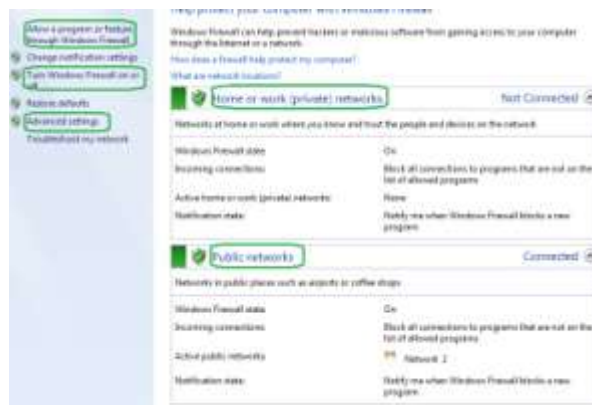 Help protect your computer with Windows Firewall
Allow a program or feature
through Windows Firewall
Change notification settings
Turn Windows Firewall on or
off
Restore defaults
Advanced settings
Troubleshoot my network
Windows Firewall can help prevent hackers or malicious software from gaining access to your computer
through the Internet or a network.
How does a firewall help protect my computer?
What are network locations?
Home or work (private) networks
Not Connected
Networks at home or work where you know and trust the people and devices on the network
Windows Firewall state:
On
Incoming connections:
Block all connections to programs that are not on the
list of allowed programs
Active home or work (private) networks:
None
Notification state:
Notify me when Windows Firewall blocks a new
program
Public networks
Connected
Networks in public places such as airports or coffee shops
Windows Firewall state:
On
Incoming connections:
Block all connections to programs that are not on the
list of allowed programs
Active public networks:
Network 2
Notification state:
Notify me when Windows Firewall blocks a new
program